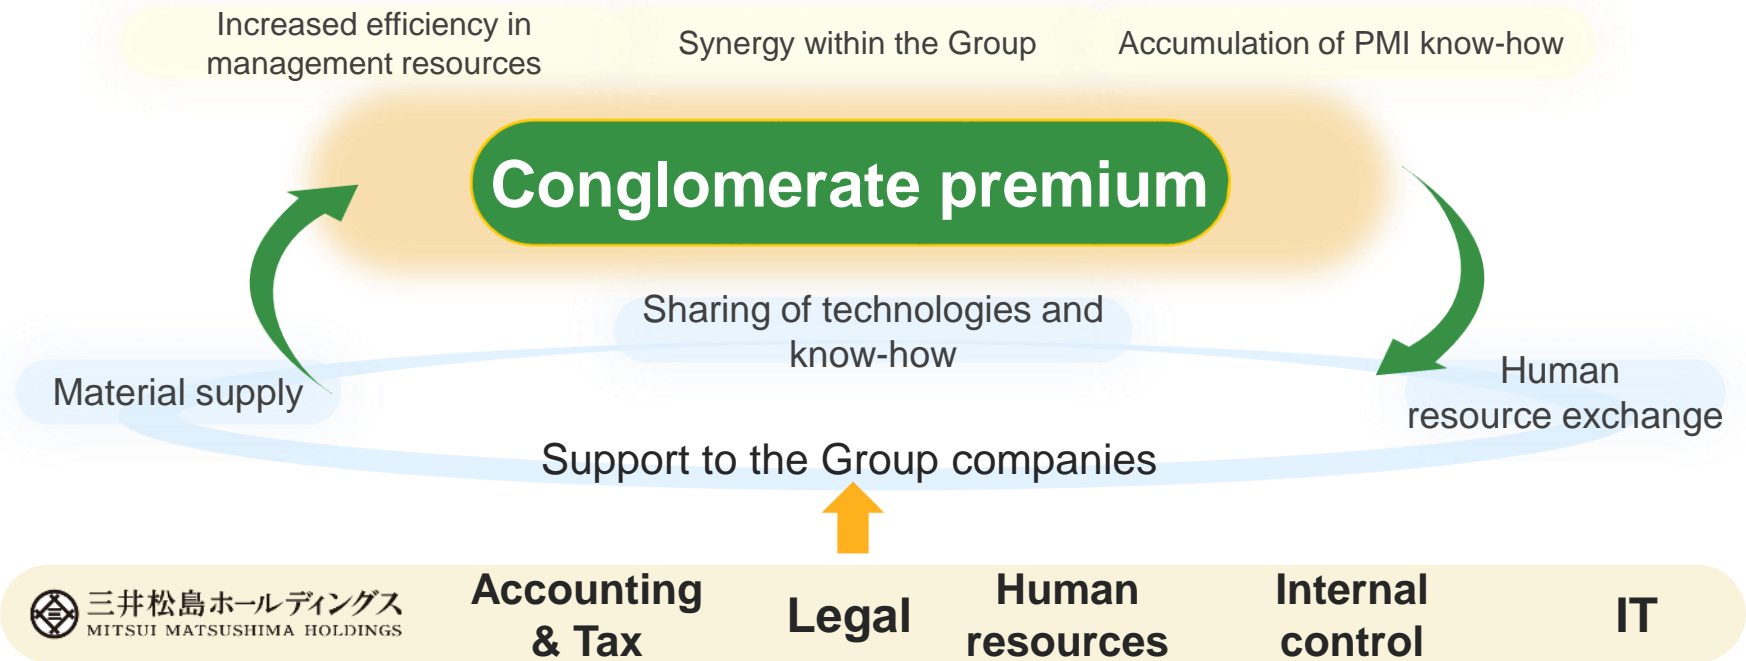 Increased efficiency in
management resources
Synergy within the Group
Accumulation of PMI know-how
Conglomerate premium
Sharing of technologies and
know-how
Material supply
Human
resource exchange
Support to the Group companies
三井松島ホールディングス
MITSUI MATSUSHIMA HOLDINGS
Accounting
& Tax
Legal
Human
resources
Internal
control
IT